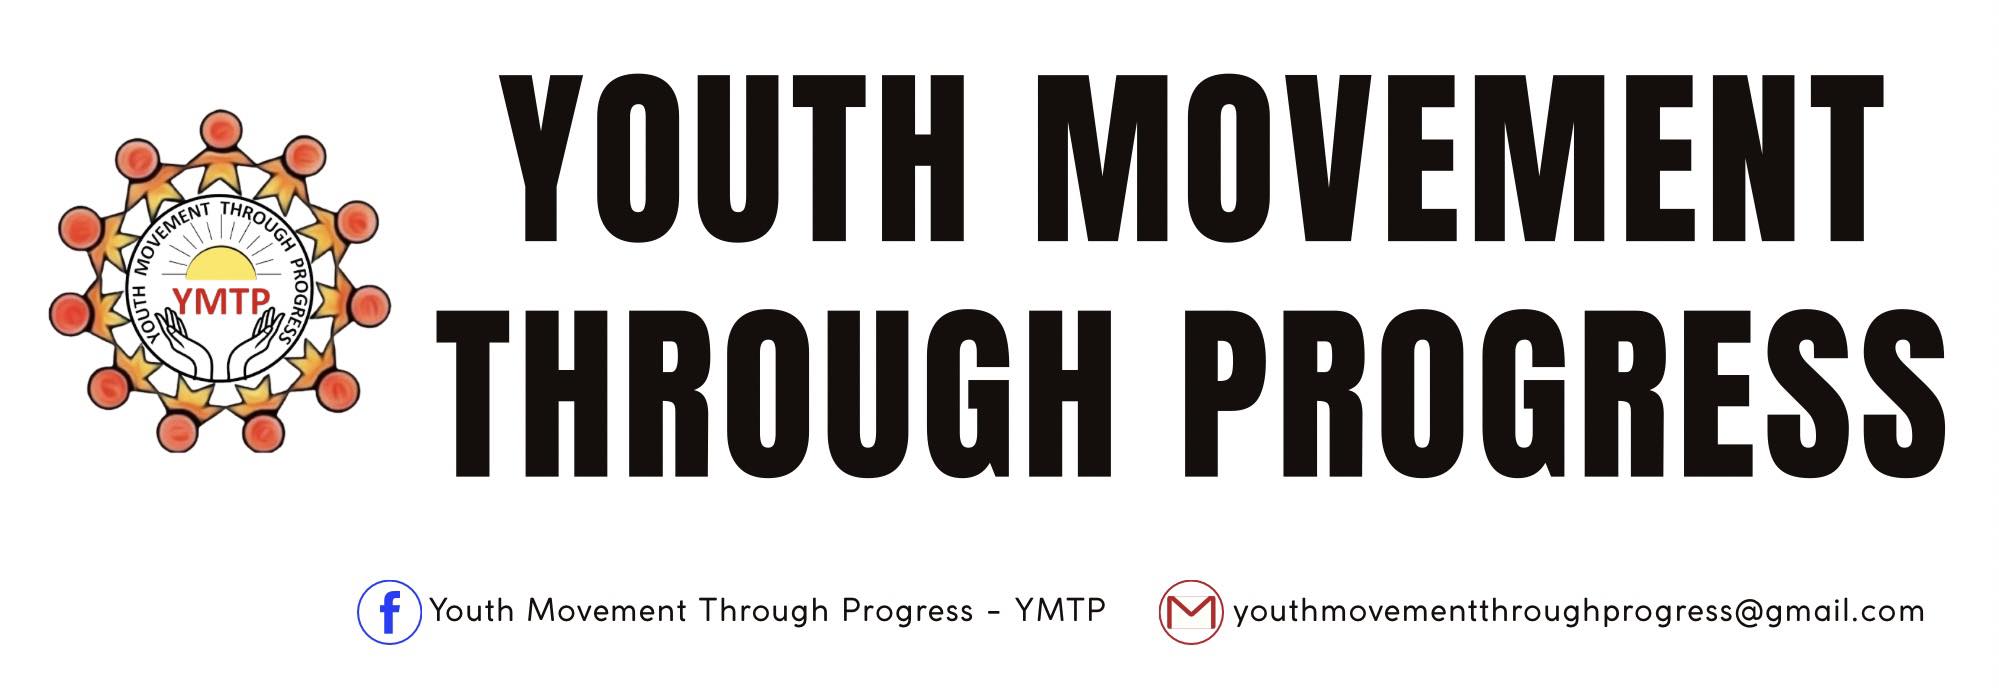 YOUTH MOVEMENT THROUGH PROGRESS
YMTP
YOUTH MOVEMENT
THROUGH PROGRESS
Youth Movement Through Progress - YMTP
youthmovementthroughprogress@gmail.com